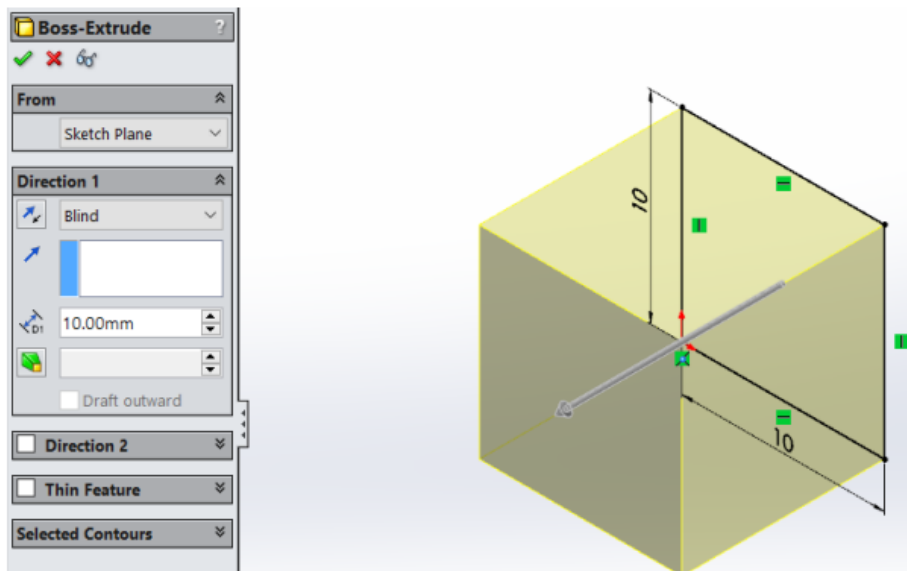 Boss-Extrude ?
From
Sketch Plane
Direction 1
Blind
D1 10.00mm
Draft outward
Direction 2
Thin Feature
Selected Contours
10
10